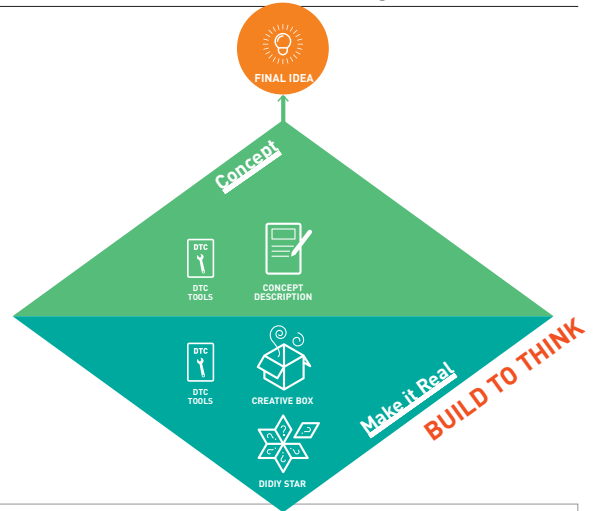 FINAL IDEA
Concept
DTC
DTC
TOOLS
CONCEPT
DESCRIPTION
DTC
DTC
TOOLS
CREATIVE BOX
Make it Real
BUILD TO THINK
? ? ? ? ? ?
DIDIY STAR